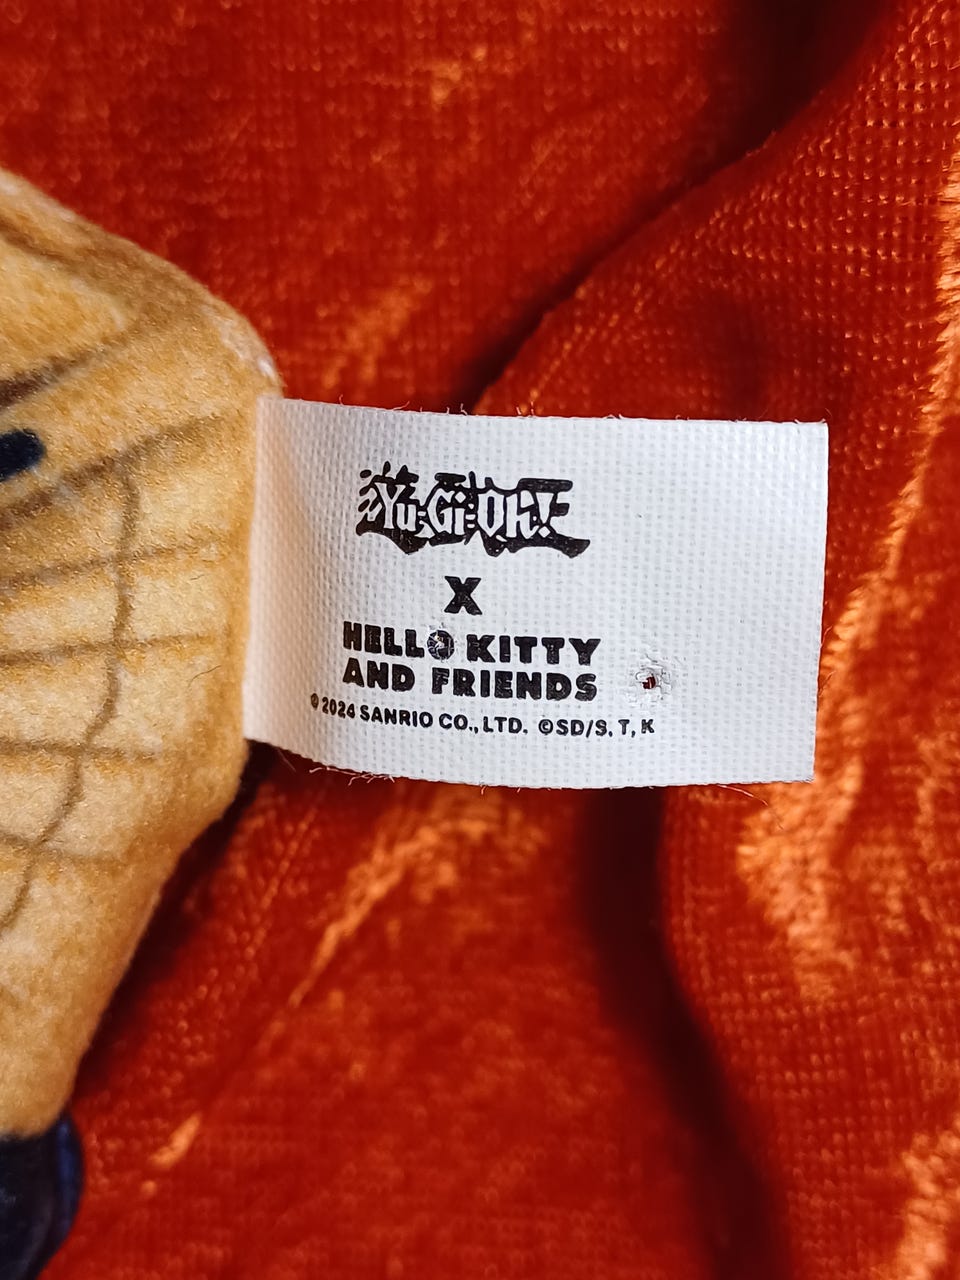 Yu-Gi-Oh!
X
HELLO KITTY
AND FRIENDS
© 2024 SANRIO CO., LTD. ©SD/S, T, K